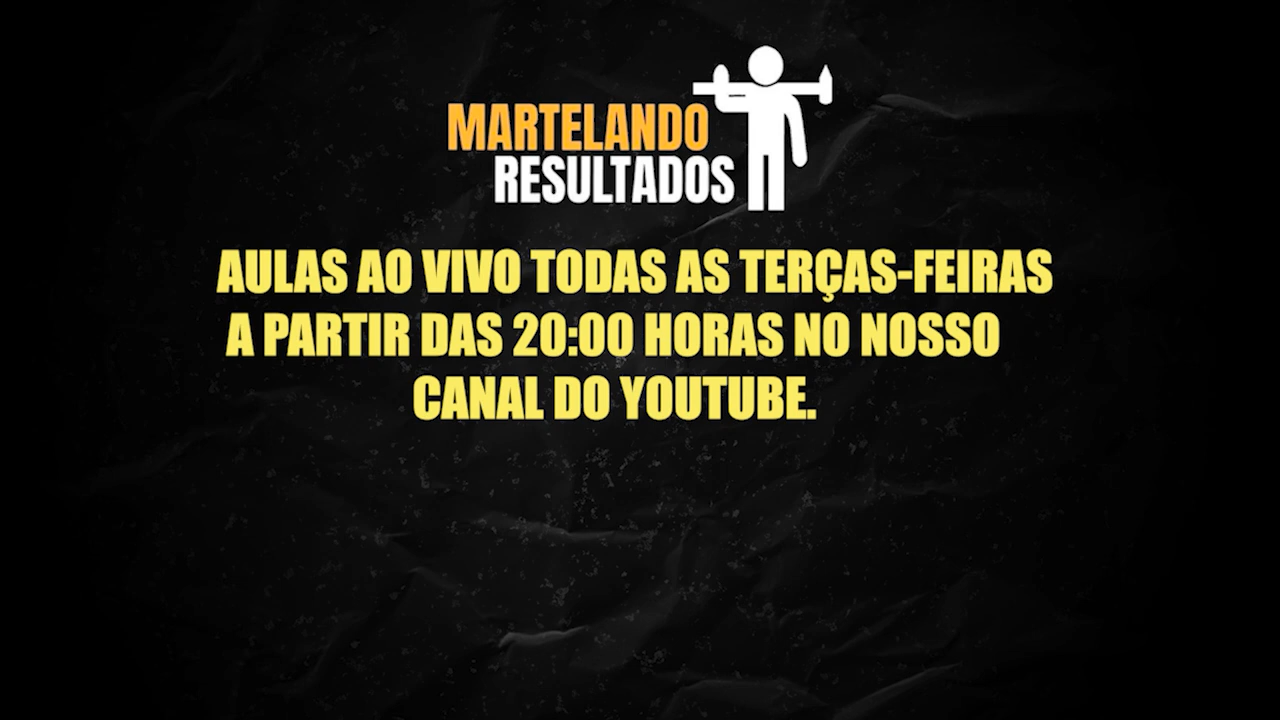 MARTELANDO
RESULTADOS
AULAS AO VIVO TODAS AS TERÇAS-FEIRAS
A PARTIR DAS 20:00 HORAS NO NOSSO
CANAL DO YOUTUBE.